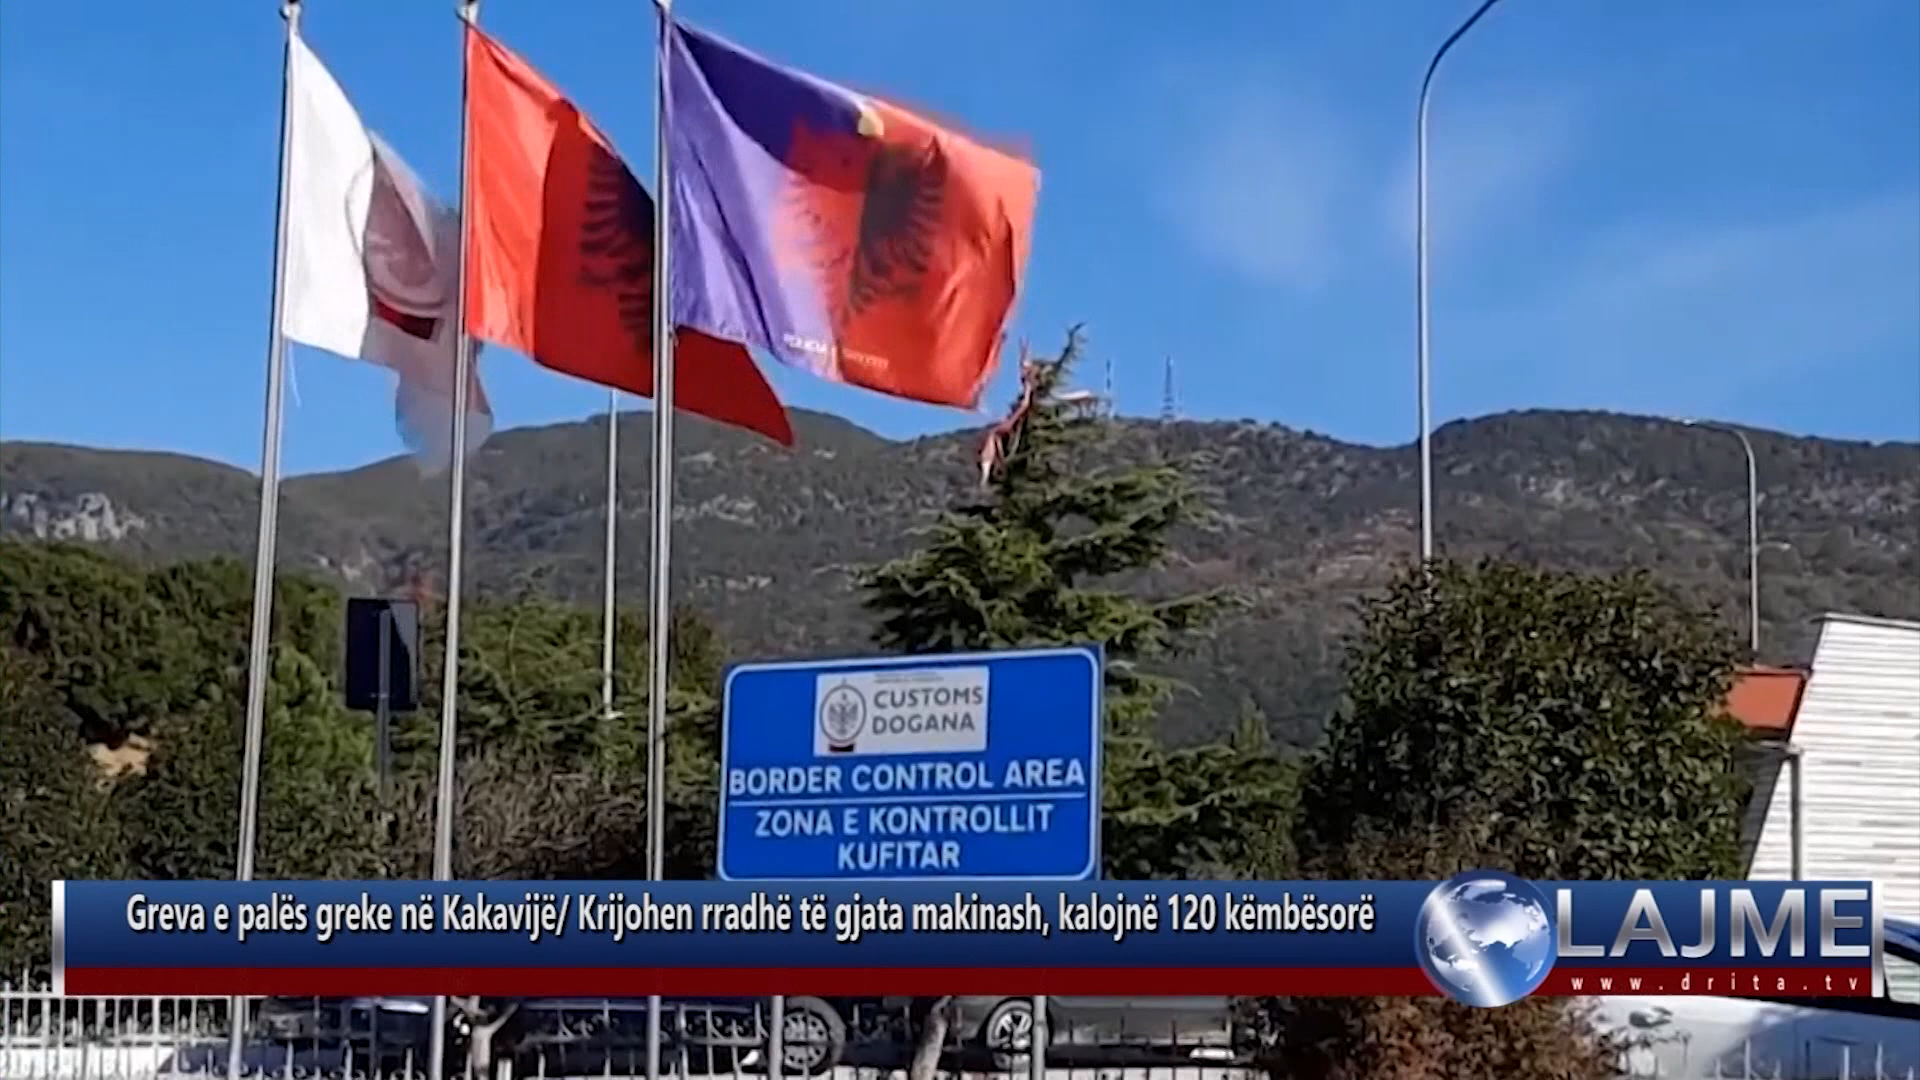 CUSTOMS
DOGANA
BORDER CONTROL AREA
ZONA E KONTROLLIT
KUFITAR
Greva e palës greke në Kakavijë/ Krijohen rradhë të gjata makinash, kalojnë 120 këmbësorë
LAJME
www.drita.tv